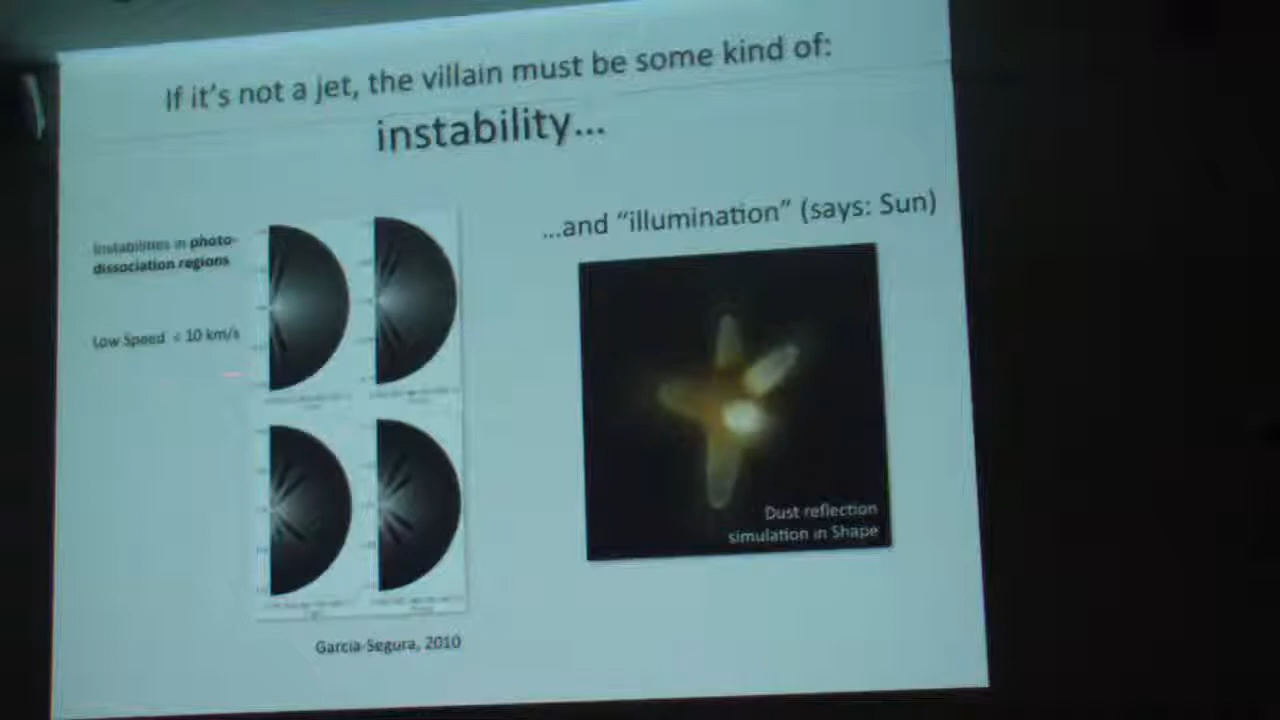 If it's not a jet, the villain must be some kind of:
instability...
...and "illumination" (says: Sun)
Instabilities in photo-
dissociation regions
Low Speed < 10 km/s
Dust reflection
simulation in Shape
Garcia-Segura, 2010